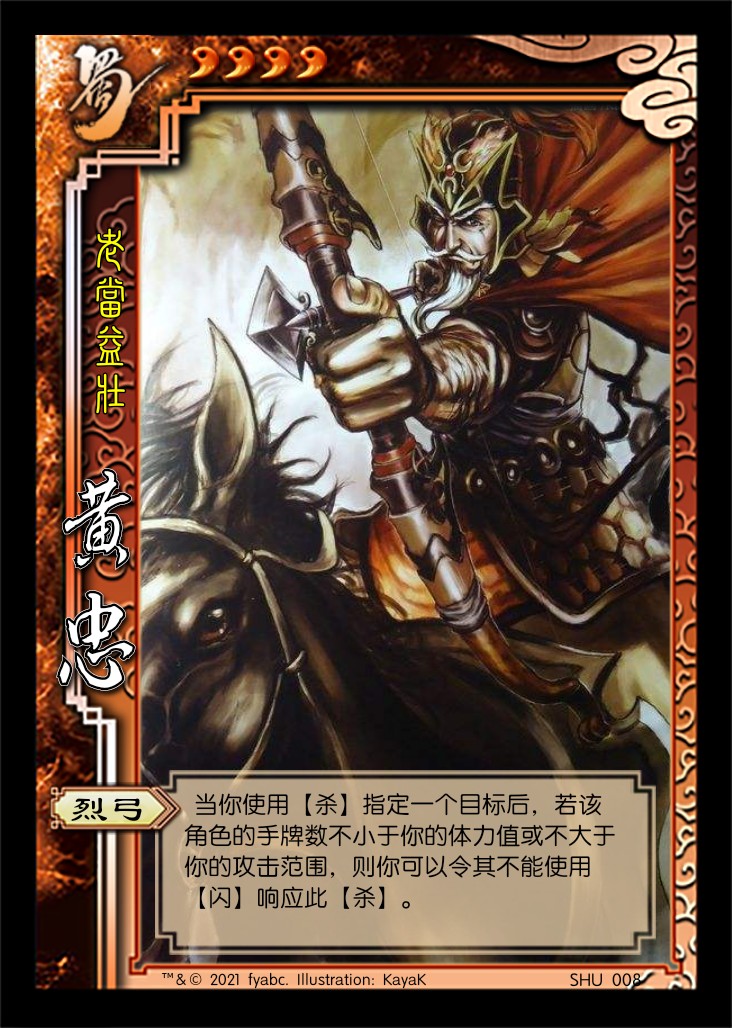 蜀
老當益壯
黃忠
烈弓
当你使用【杀】指定一个目标后，若该
角色的手牌数不小于你的体力值或不大于
你的攻击范围，则你可以令其不能使用
【闪】响应此【杀】。
™&© 2021 fyabc. Illustration: KayaK
SHU 008